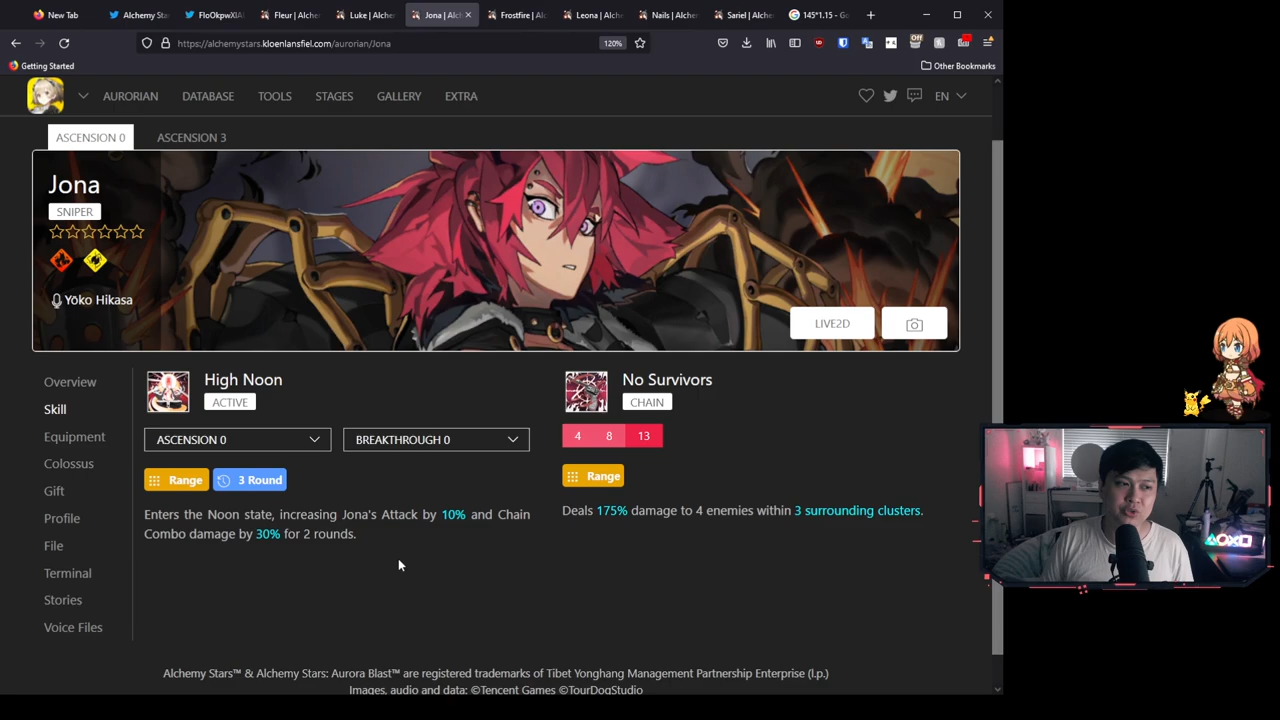 New Tab
Alchemy Sta
FloOkpwXIAI
Fleur | Alche
Luke | Alche
Jona | Alc
Frostfire | A
Leona | Alch
Nails | Alche
Sariel | Alche
145*1.15 - Go
https://alchemystars.kloenlansfiel.com/aurorian/Jona
120%
Off
Getting Started
Other Bookmarks
AURORIAN
DATABASE
TOOLS
STAGES
GALLERY
EXTRA
EN
ASCENSION 0
ASCENSION 3
Jona
SNIPER
Yōko Hikasa
LIVE2D
Overview
Skill
Equipment
Colossus
Gift
Profile
File
Terminal
Stories
Voice Files
High Noon
ACTIVE
ASCENSION 0
BREAKTHROUGH 0
Range
3 Round
Enters the Noon state, increasing Jona's Attack by 10% and Chain
Combo damage by 30% for 2 rounds.
No Survivors
CHAIN
4 8 13
Range
Deals 175% damage to 4 enemies within 3 surrounding clusters.
Alchemy Stars™ & Alchemy Stars: Aurora Blast™ are registered trademarks of Tibet Yonghang Management Partnership Enterprise (l.p.)
Images, audio and data: ©Tencent Games ©TourDogStudio